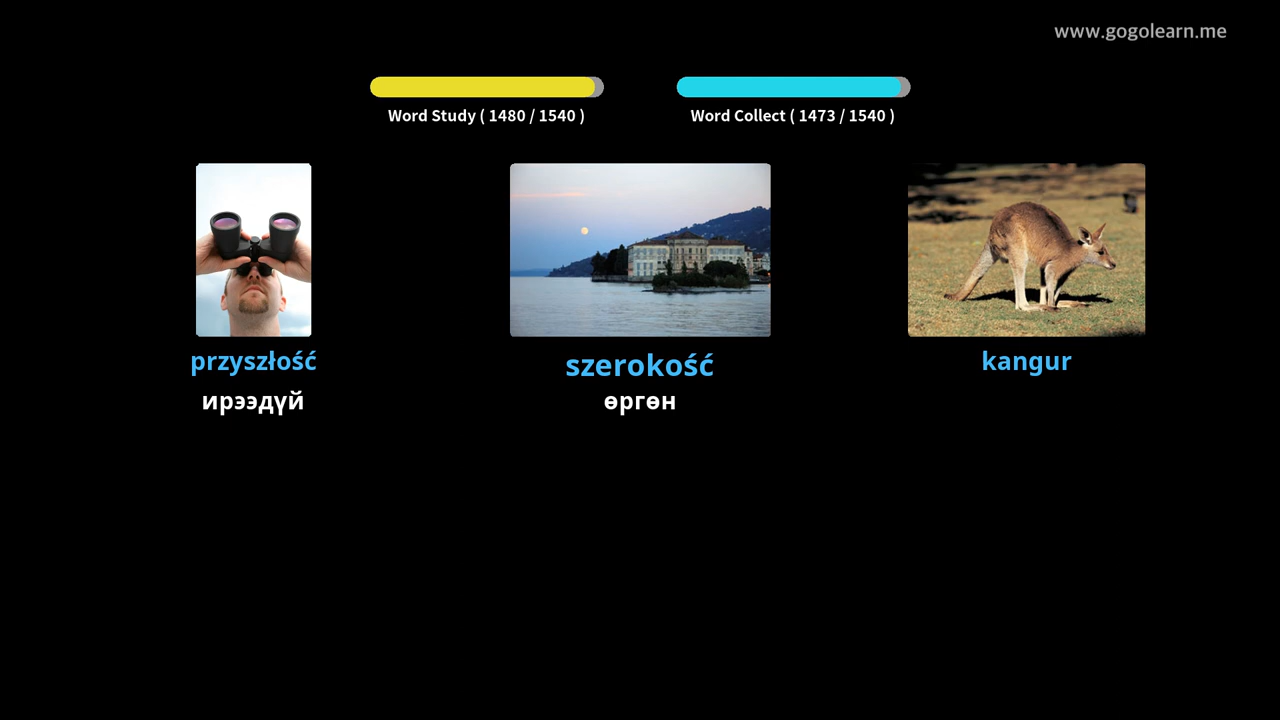 www.gogolearn.me
Word Study ( 1480 / 1540 )
Word Collect ( 1473 / 1540 )
przyszłość
szerokość
kangur
ирээдүй
өргөн